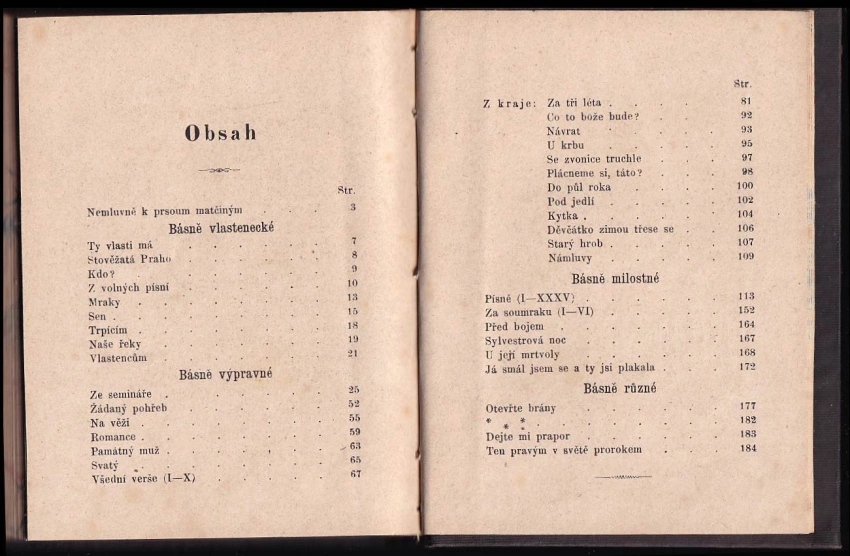 Obsah
Str.
Nemluvně k prsoum matčiným . . . 3
Básně vlastenecké
Ty vlasti má . . . . . 7
Stověžatá Praho . . . . . 8
Kdo? . . . . . . 9
Z volných písní . . . . . 10
Mraky . . . . . . 13
Sen . . . . . . . 15
Trpícím . . . . . . 18
Naše řeky . . . . . . 19
Vlastencům . . . . . . 21
Básně výpravné
Ze semináře . . . . . . 25
Žádaný pohřeb . . . . . 52
Na věži . . . . . . 55
Romance . . . . . . . 59
Památný muž . . . . . . 63
Svatý . . . . . . . 65
Všední verše (I—X) . . . . . 67
Str.
Z kraje: Za tři léta . . . . 81
Co to bože bude? . . . 92
Návrat . . . . 93
U krbu . . . . 95
Se zvonice truchle . . . 97
Plácneme si, táto? . . . 98
Do půl roka . . . . 100
Pod jedlí . . . . 102
Kytka . . . . . 104
Děvčátko zimou třese se . . 106
Starý hrob . . . . 107
Námluvy . . . . 109
Básně milostné
Písně (I—XXXV) . . . . . 113
Za soumraku (I—VI) . . . . 152
Před bojem . . . . . . 164
Sylvestrová noc . . . . . 167
U její mrtvoly . . . . . 168
Já smál jsem se a ty jsi plakala . . . 172
Básně různé
Otevřte brány . . . . . 177
* * * . . . . . 182
Dejte mi prapor . . . . . 183
Ten pravým v světě prorokem . . . 184